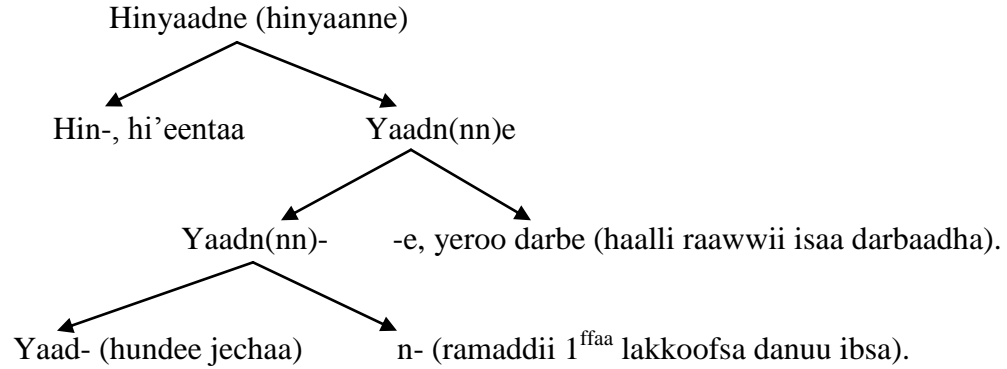 Hinyaadne (hinyaanne)
Hin-, hi’eentaa Yaadn(nn)e
Yaadn(nn)- -e, yeroo darbe (haalli raawwii isaa darbaadha).
Yaad- (hundee jechaa) n- (ramaddii 1ffaa lakkoofsa danuu ibsa).